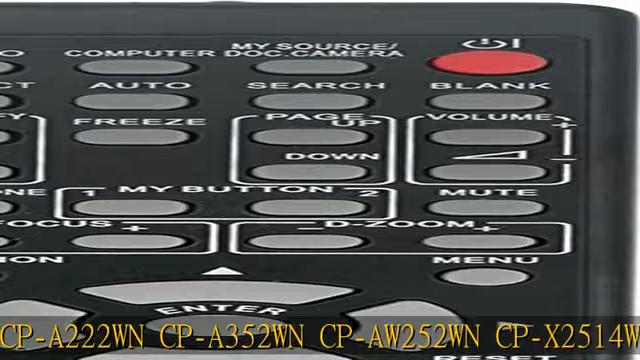 MY SOURCE/
COMPUTER DOC.CAMERA
AUTO SEARCH BLANK
FREEZE PAGE UP VOLUME +
DOWN −
1 MY BUTTON 2 MUTE
FOCUS + − D-ZOOM +
MENU
ENTER
CP-A222WN CP-A352WN CP-AW252WN CP-X2514W
RESET